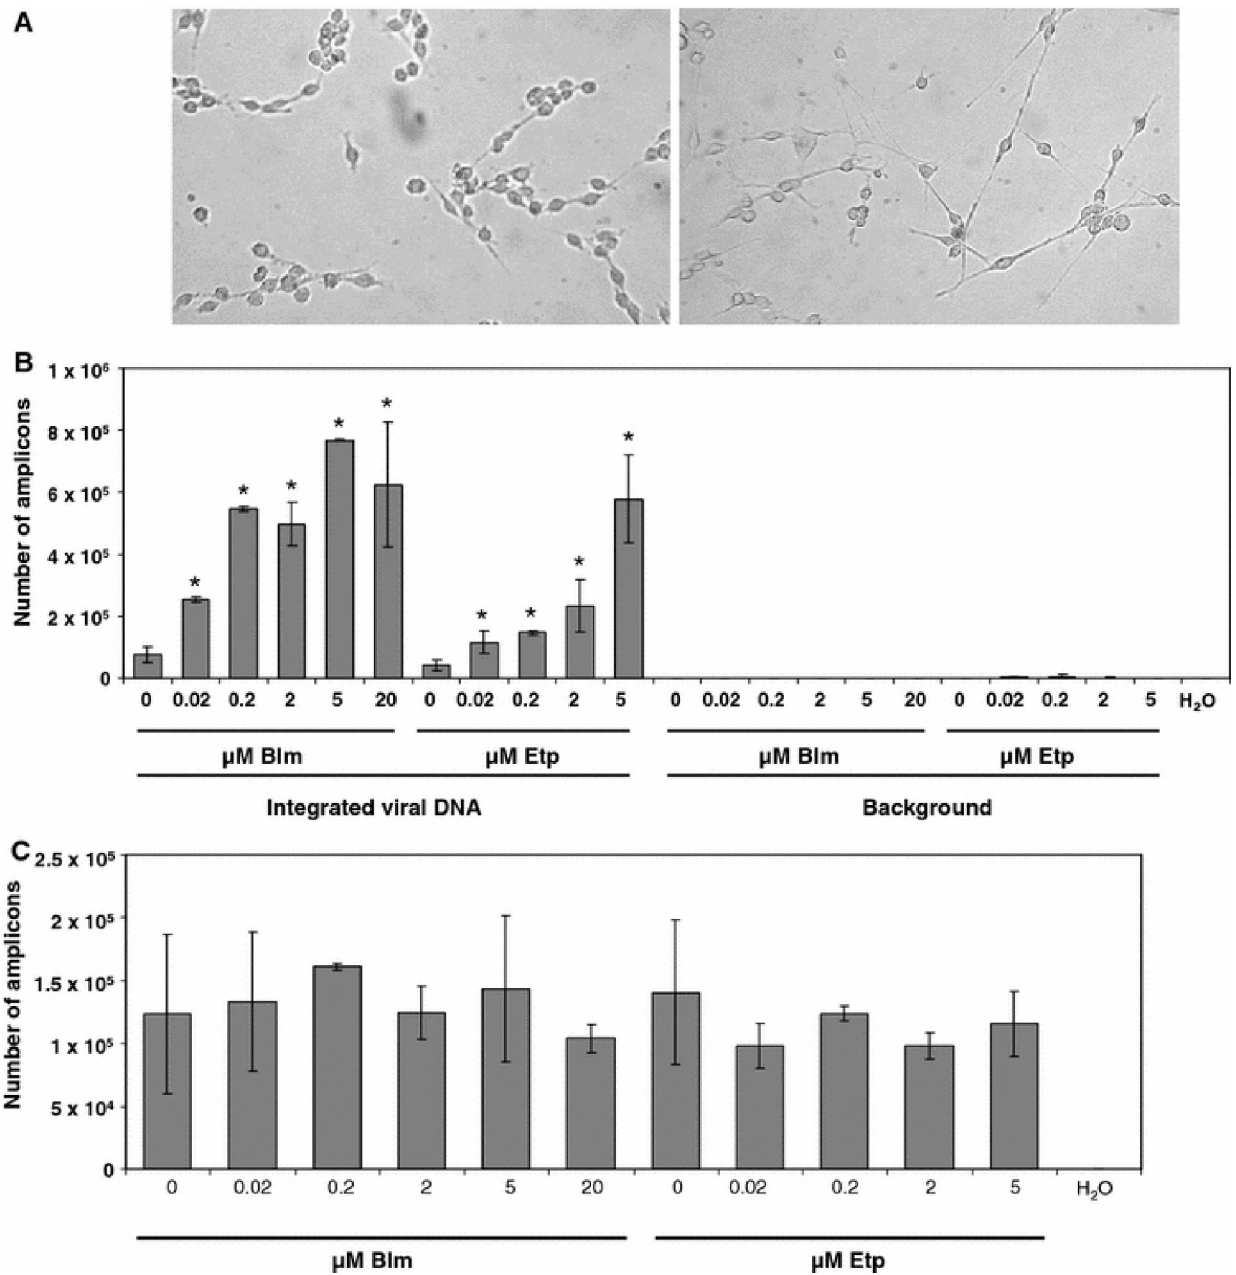 A
B
Number of amplicons
1 x 10⁶
8 x 10⁵
6 x 10⁵
4 x 10⁵
2 x 10⁵
0
* * * * * * * * *
0 0.02 0.2 2 5 20 0 0.02 0.2 2 5 0 0.02 0.2 2 5 20 0 0.02 0.2 2 5 H₂O
µM Blm µM Etp µM Blm µM Etp
Integrated viral DNA Background
C
Number of amplicons
2.5 x 10⁵
2 x 10⁵
1.5 x 10⁵
1 x 10⁵
5 x 10⁴
0
0 0.02 0.2 2 5 20 0 0.02 0.2 2 5 H₂O
µM Blm µM Etp